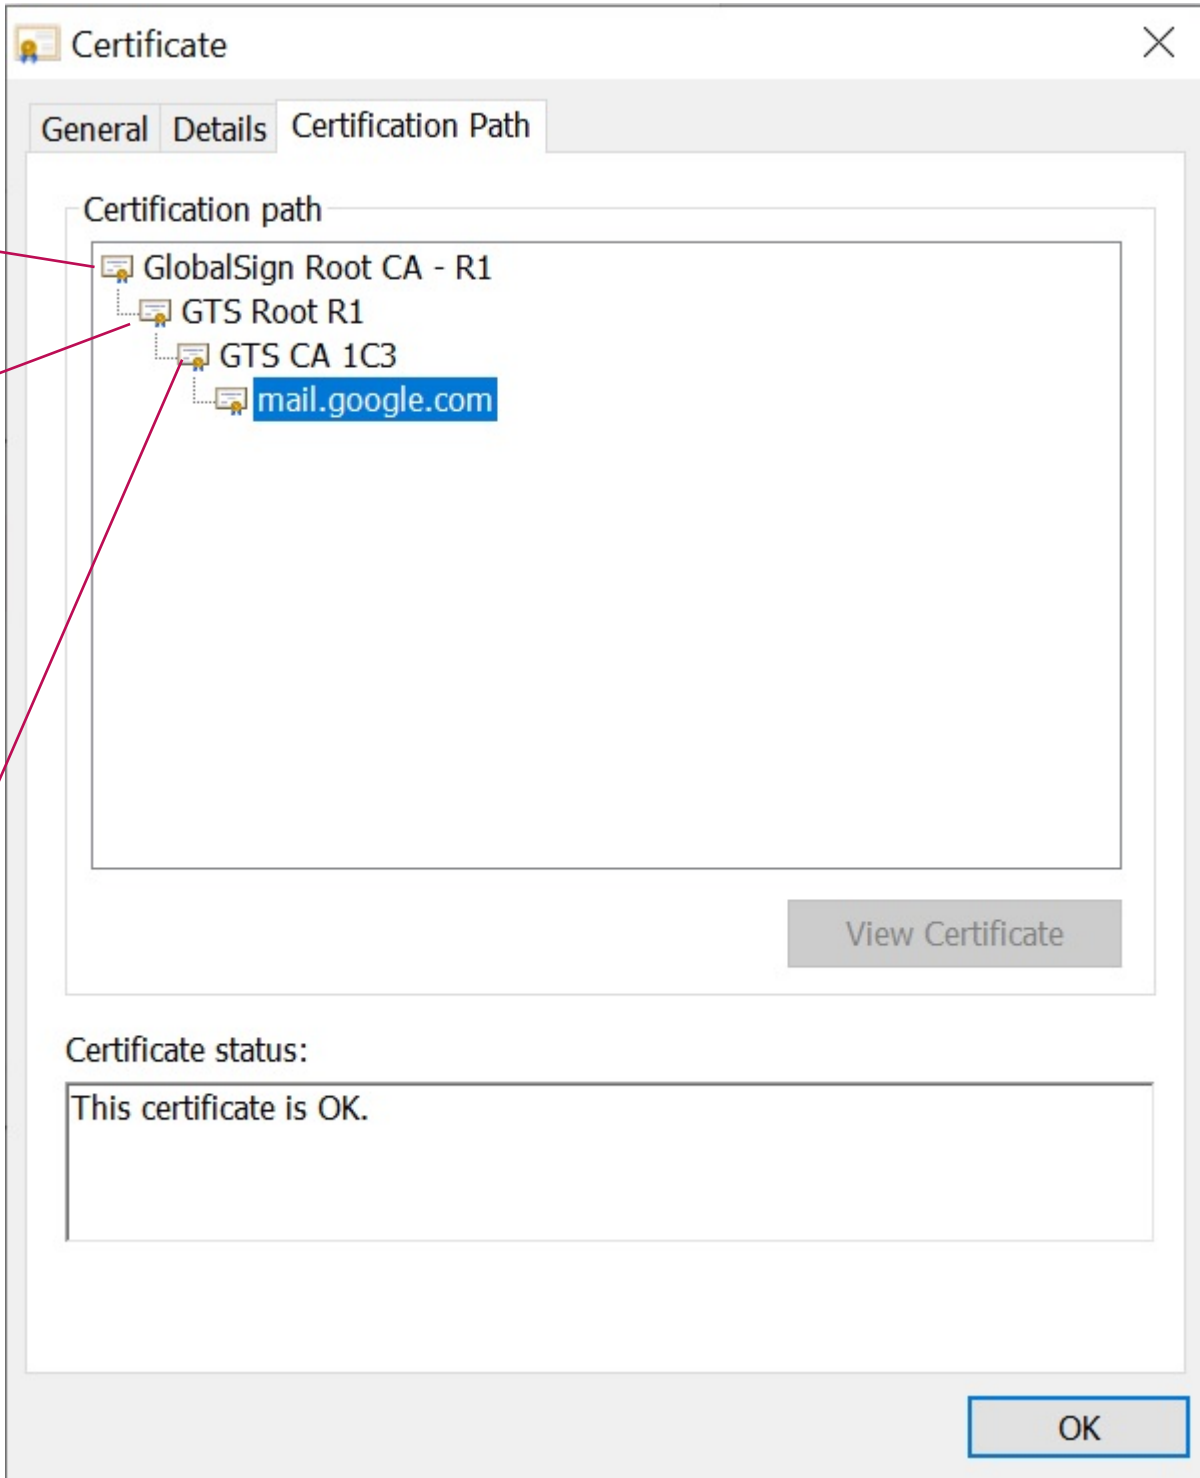 Certificate
General Details Certification Path
Certification path
GlobalSign Root CA - R1
GTS Root R1
GTS CA 1C3
mail.google.com
View Certificate
Certificate status:
This certificate is OK.
OK